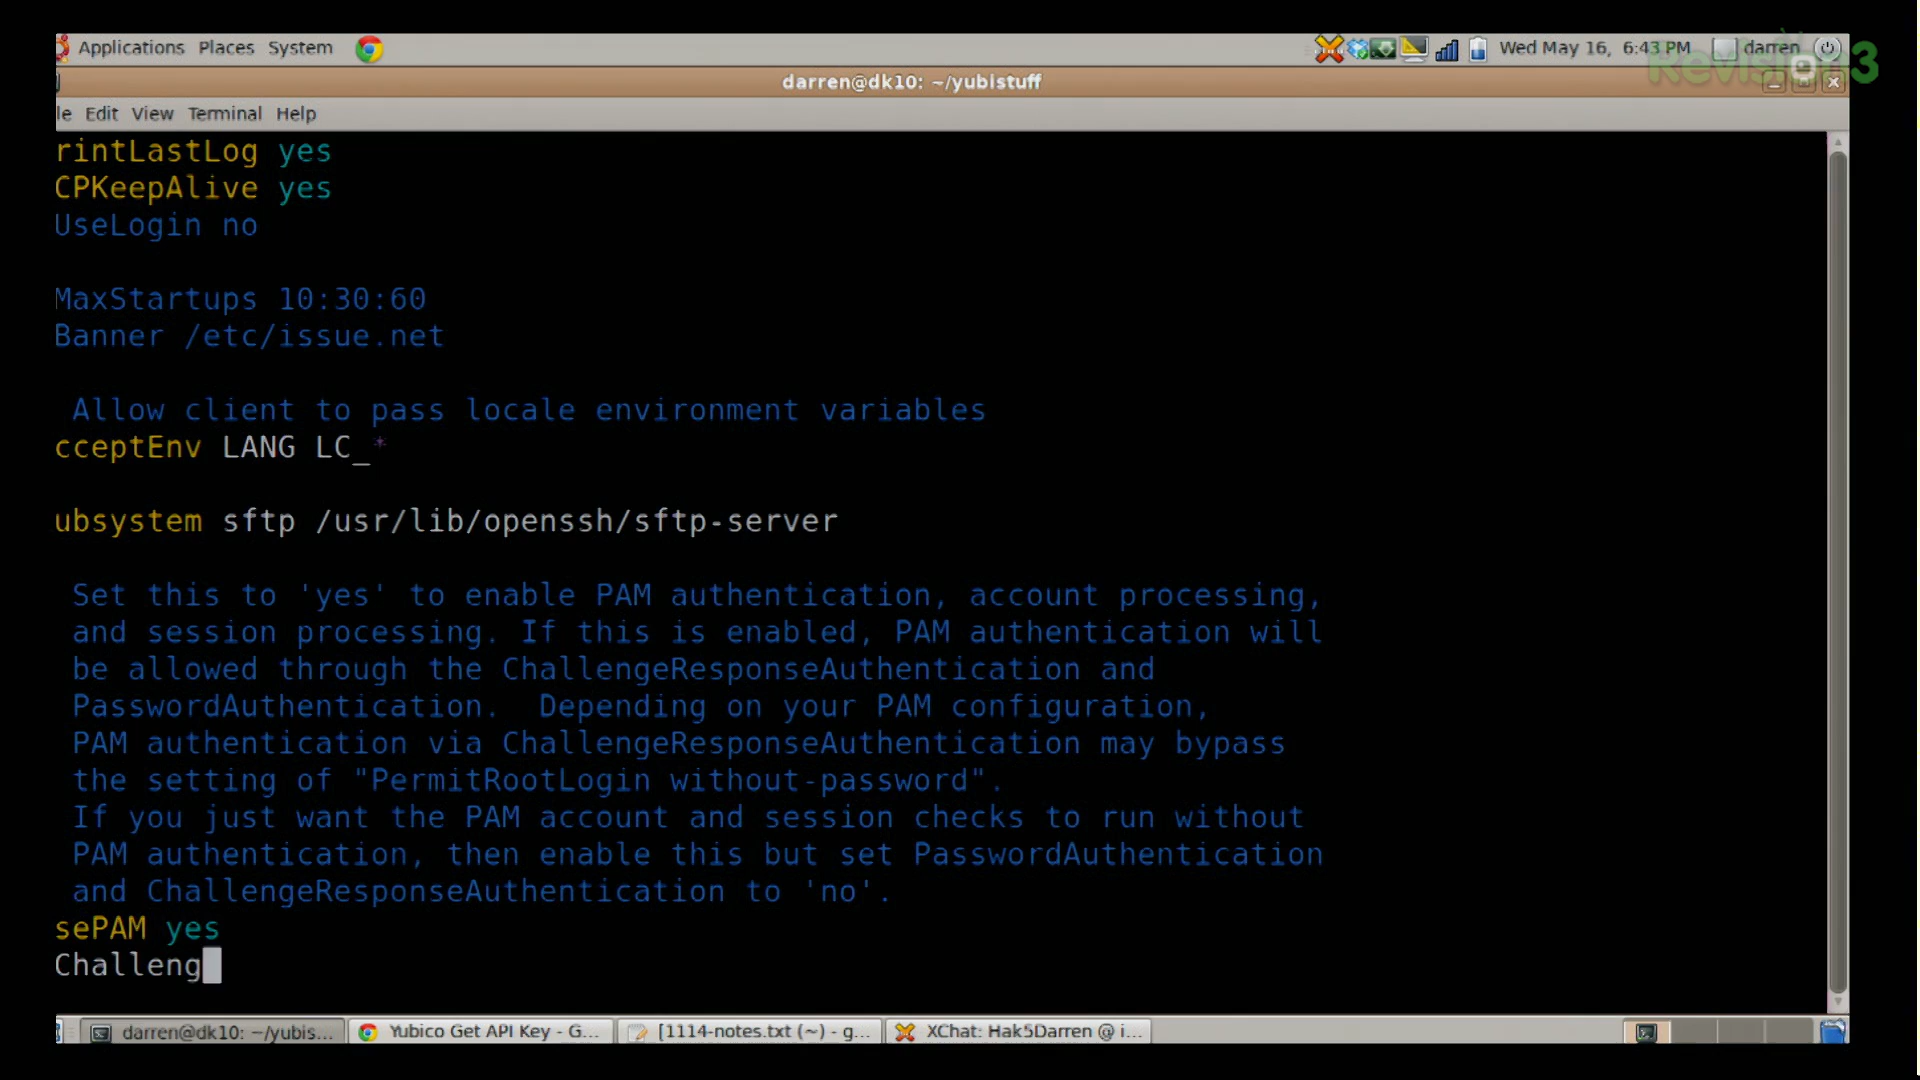 Applications Places System
Wed May 16, 6:43 PM darren
Revision3
darren@dk10: ~/yubistuff
le Edit View Terminal Help
rintLastLog yes
CPKeepAlive yes
UseLogin no
MaxStartups 10:30:60
Banner /etc/issue.net
Allow client to pass locale environment variables
cceptEnv LANG LC_*
ubsystem sftp /usr/lib/openssh/sftp-server
Set this to 'yes' to enable PAM authentication, account processing,
and session processing. If this is enabled, PAM authentication will
be allowed through the ChallengeResponseAuthentication and
PasswordAuthentication.  Depending on your PAM configuration,
PAM authentication via ChallengeResponseAuthentication may bypass
the setting of "PermitRootLogin without-password".
If you just want the PAM account and session checks to run without
PAM authentication, then enable this but set PasswordAuthentication
and ChallengeResponseAuthentication to 'no'.
sePAM yes
Challeng
darren@dk10: ~/yubis... Yubico Get API Key - G... [1114-notes.txt (~) - g... XChat: Hak5Darren @ i...